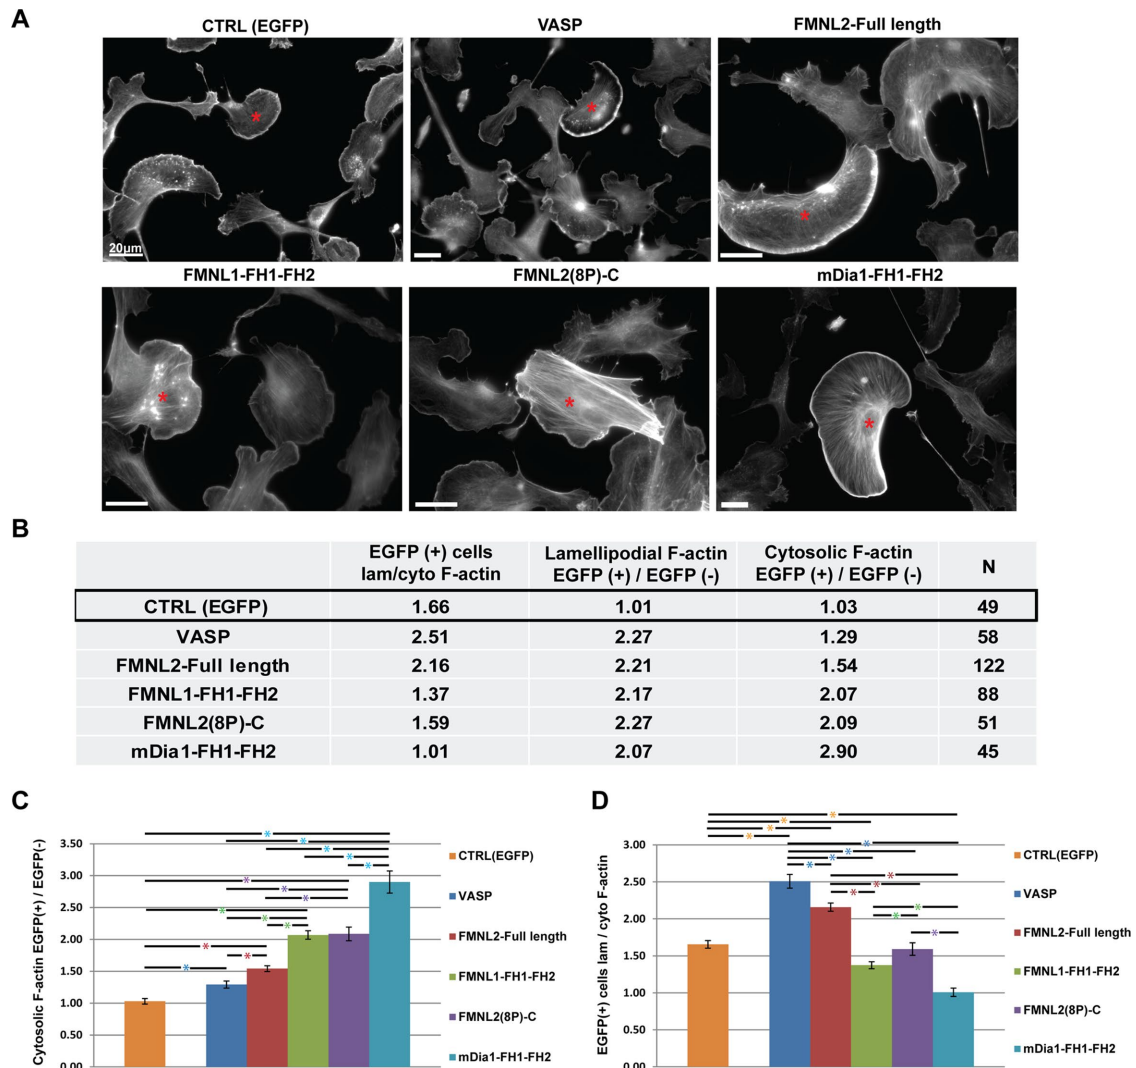 A
CTRL (EGFP)
VASP
FMNL2-Full length
20μm
FMNL1-FH1-FH2
FMNL2(8P)-C
mDia1-FH1-FH2
B
EGFP (+) cells lam/cyto F-actin
Lamellipodial F-actin EGFP (+) / EGFP (-)
Cytosolic F-actin EGFP (+) / EGFP (-)
N
CTRL (EGFP) 1.66 1.01 1.03 49
VASP 2.51 2.27 1.29 58
FMNL2-Full length 2.16 2.21 1.54 122
FMNL1-FH1-FH2 1.37 2.17 2.07 88
FMNL2(8P)-C 1.59 2.27 2.09 51
mDia1-FH1-FH2 1.01 2.07 2.90 45
C
Cytosolic F-actin EGFP(+) / EGFP(-)
3.50
3.00
2.50
2.00
1.50
1.00
0.50
0.00
CTRL(EGFP)
VASP
FMNL2-Full length
FMNL1-FH1-FH2
FMNL2(8P)-C
mDia1-FH1-FH2
D
EGFP(+) cells lam / cyto F-actin
3.00
2.50
2.00
1.50
1.00
0.50
0.00
CTRL(EGFP)
VASP
FMNL2-Full length
FMNL1-FH1-FH2
FMNL2(8P)-C
mDia1-FH1-FH2